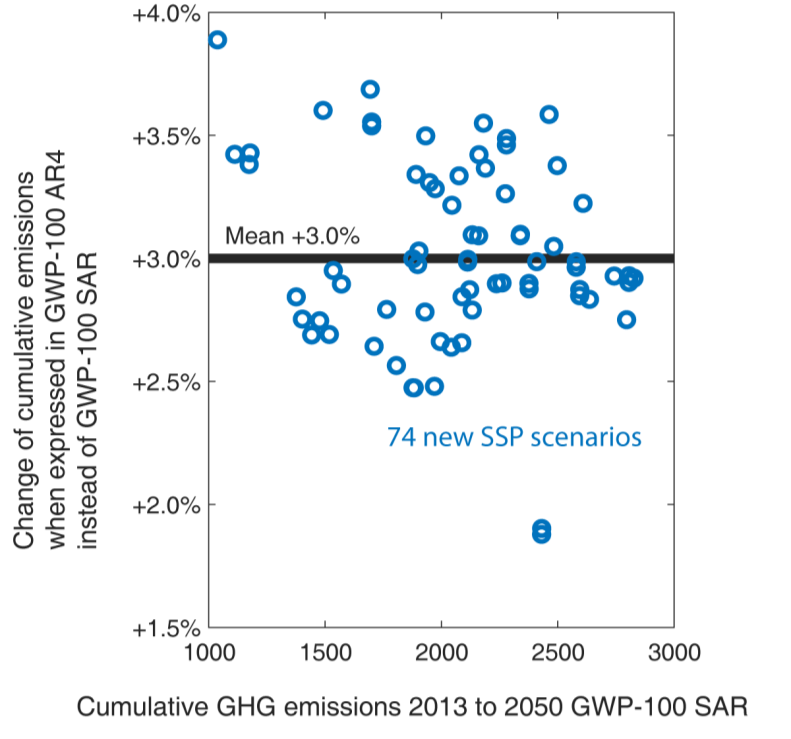 +4.0%
+3.5%
+3.0%
+2.5%
+2.0%
+1.5%
Change of cumulative emissions
when expressed in GWP-100 AR4
instead of GWP-100 SAR
Mean +3.0%
74 new SSP scenarios
1000 1500 2000 2500 3000
Cumulative GHG emissions 2013 to 2050 GWP-100 SAR